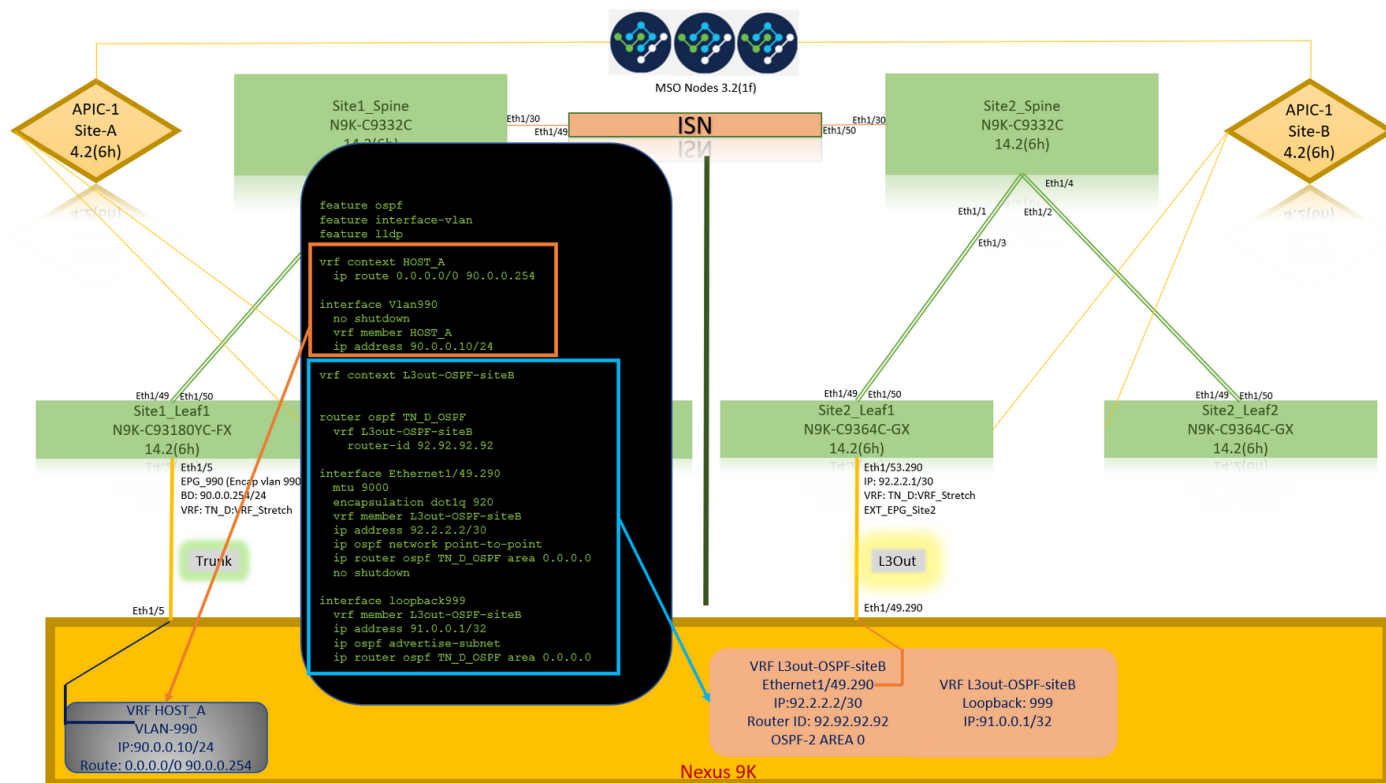 MSO Nodes 3.2(1f)
APIC-1
Site-A
4.2(6h)
Site1_Spine
N9K-C9332C
14.2(6h)
Eth1/30
Eth1/49
ISN
Eth1/30
Eth1/50
Site2_Spine
N9K-C9332C
14.2(6h)
APIC-1
Site-B
4.2(6h)
Eth1/4
Eth1/1
Eth1/2
Eth1/3
feature ospf
feature interface-vlan
feature lldp
vrf context HOST_A
ip route 0.0.0.0/0 90.0.0.254
interface Vlan990
no shutdown
vrf member HOST_A
ip address 90.0.0.10/24
vrf context L3out-OSPF-siteB
router ospf TN_D_OSPF
vrf L3out-OSPF-siteB
router-id 92.92.92.92
interface Ethernet1/49.290
mtu 9000
encapsulation dot1q 920
vrf member L3out-OSPF-siteB
ip address 92.2.2.2/30
ip ospf network point-to-point
ip router ospf TN_D_OSPF area 0.0.0.0
no shutdown
interface loopback999
vrf member L3out-OSPF-siteB
ip address 91.0.0.1/32
ip ospf advertise-subnet
ip router ospf TN_D_OSPF area 0.0.0.0
Eth1/49 Eth1/50
Site1_Leaf1
N9K-C93180YC-FX
14.2(6h)
Eth1/5
EPG_990 (Encap vlan 990
BD: 90.0.0.254/24
VRF: TN_D:VRF_Stretch
Trunk
Eth1/5
Eth1/49 Eth1/50
Site2_Leaf1
N9K-C9364C-GX
14.2(6h)
Eth1/53.290
IP: 92.2.2.1/30
VRF: TN_D:VRF_Stretch
EXT_EPG_Site2
L3Out
Eth1/49.290
Eth1/49 Eth1/50
Site2_Leaf2
N9K-C9364C-GX
14.2(6h)
VRF HOST_A
VLAN-990
IP:90.0.0.10/24
Route: 0.0.0.0/0 90.0.0.254
VRF L3out-OSPF-siteB
Ethernet1/49.290
IP:92.2.2.2/30
Router ID: 92.92.92.92
OSPF-2 AREA 0
VRF L3out-OSPF-siteB
Loopback: 999
IP:91.0.0.1/32
Nexus 9K